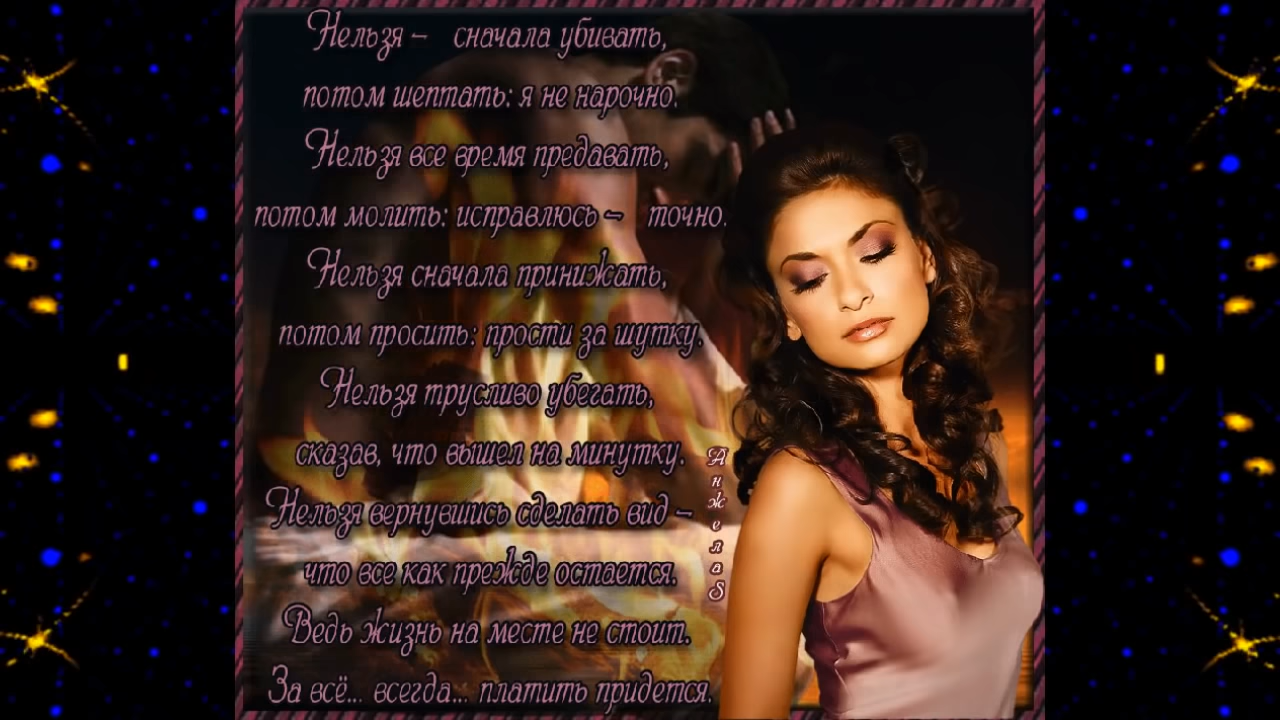 Нельзя – сначала убивать,
потом шептать: я не нарочно.
Нельзя все время предавать,
потом молить: исправлюсь – точно.
Нельзя сначала принижать,
потом просить: прости за шутку.
Нельзя трусливо убегать,
сказав, что вышел на минутку.
Нельзя вернувшись сделать вид –
что все как прежде остается.
Ведь жизнь на месте не стоит.
За всё... всегда... платить придется.
АнжелаS